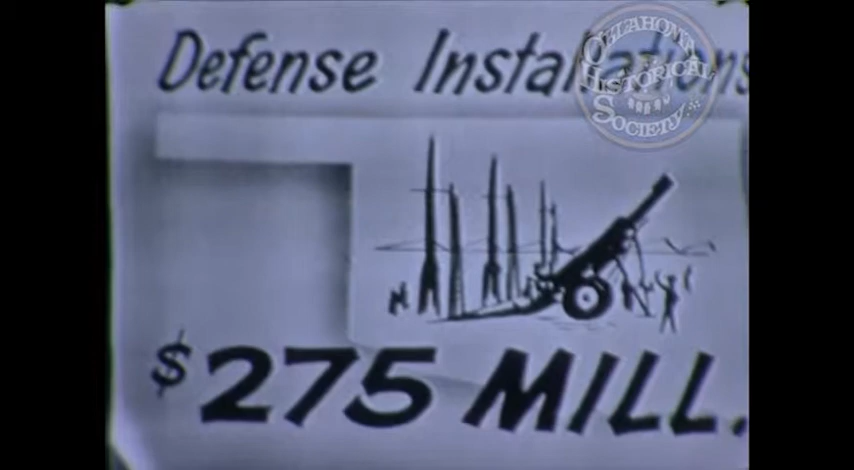 Defense Installations
OKLAHOMA
HISTORICAL
SOCIETY
$275 MILL.